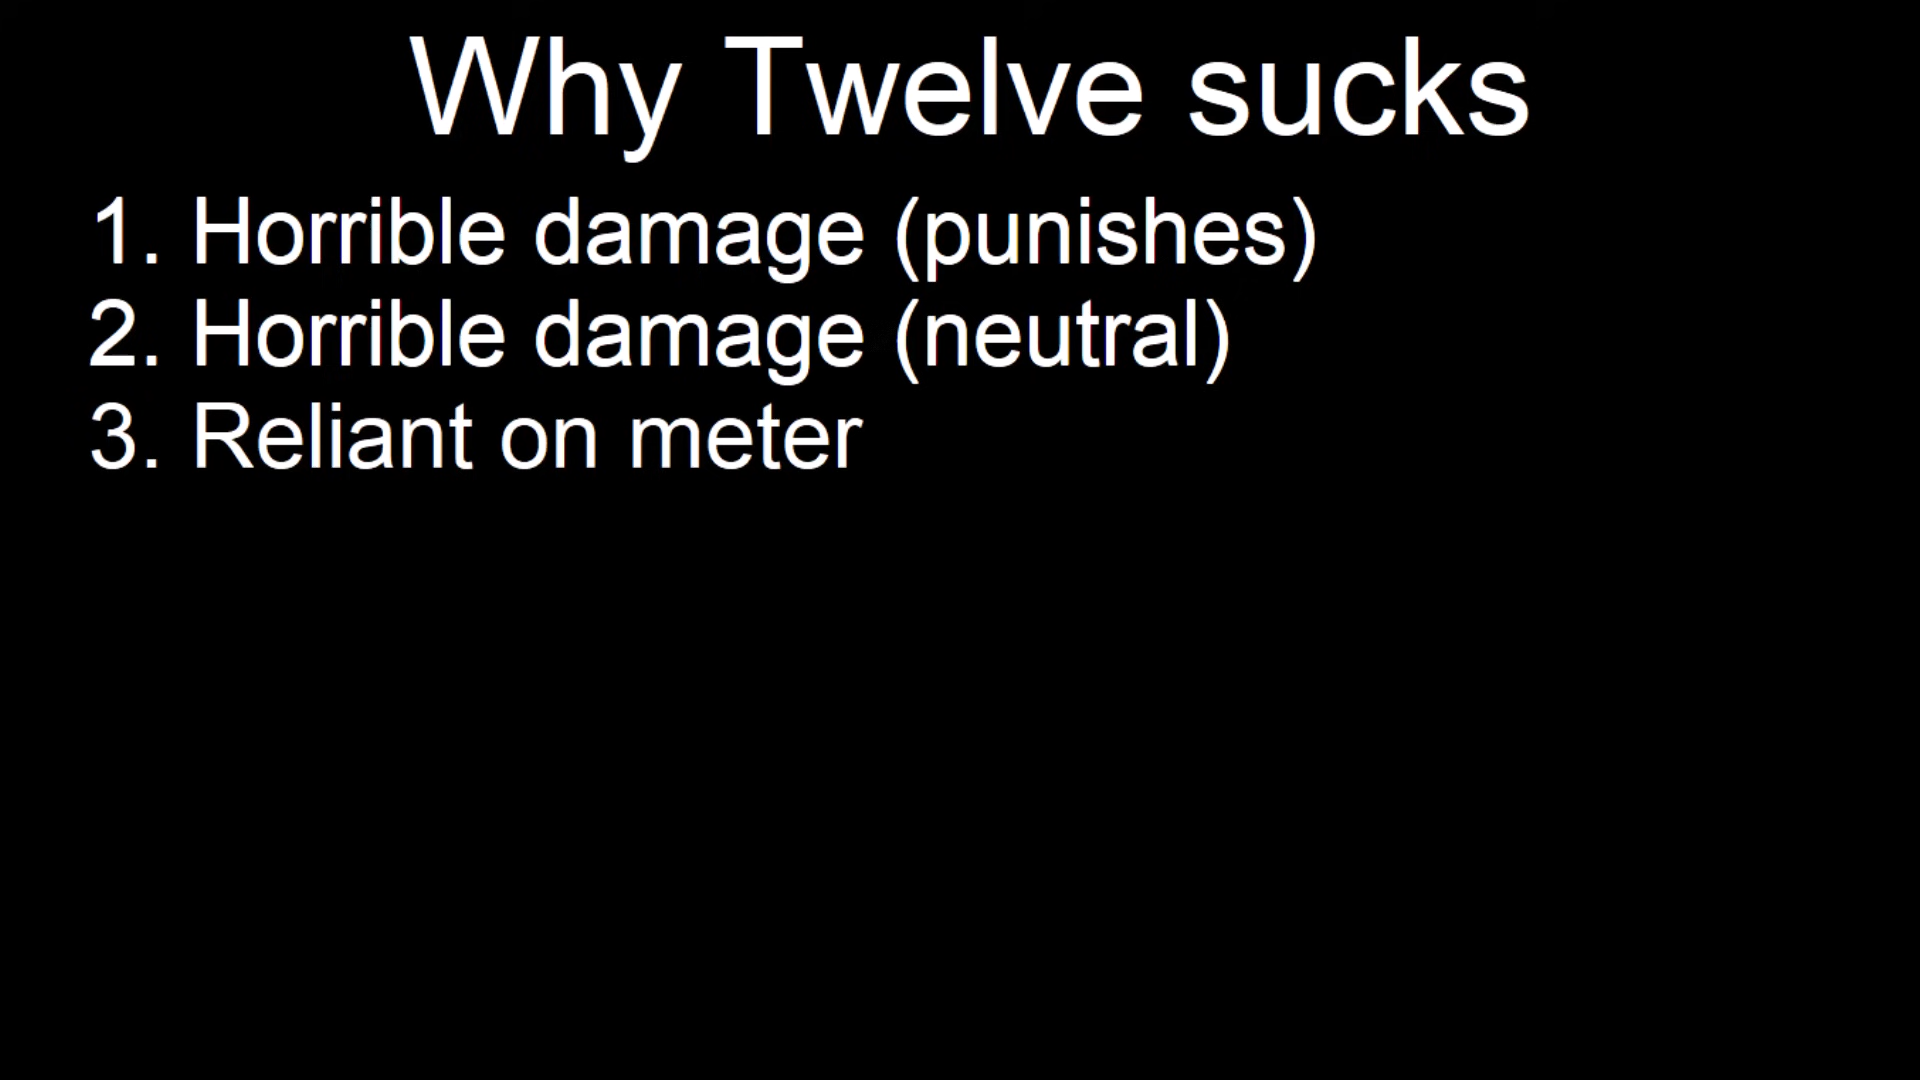 Why Twelve sucks
1. Horrible damage (punishes)
2. Horrible damage (neutral)
3. Reliant on meter